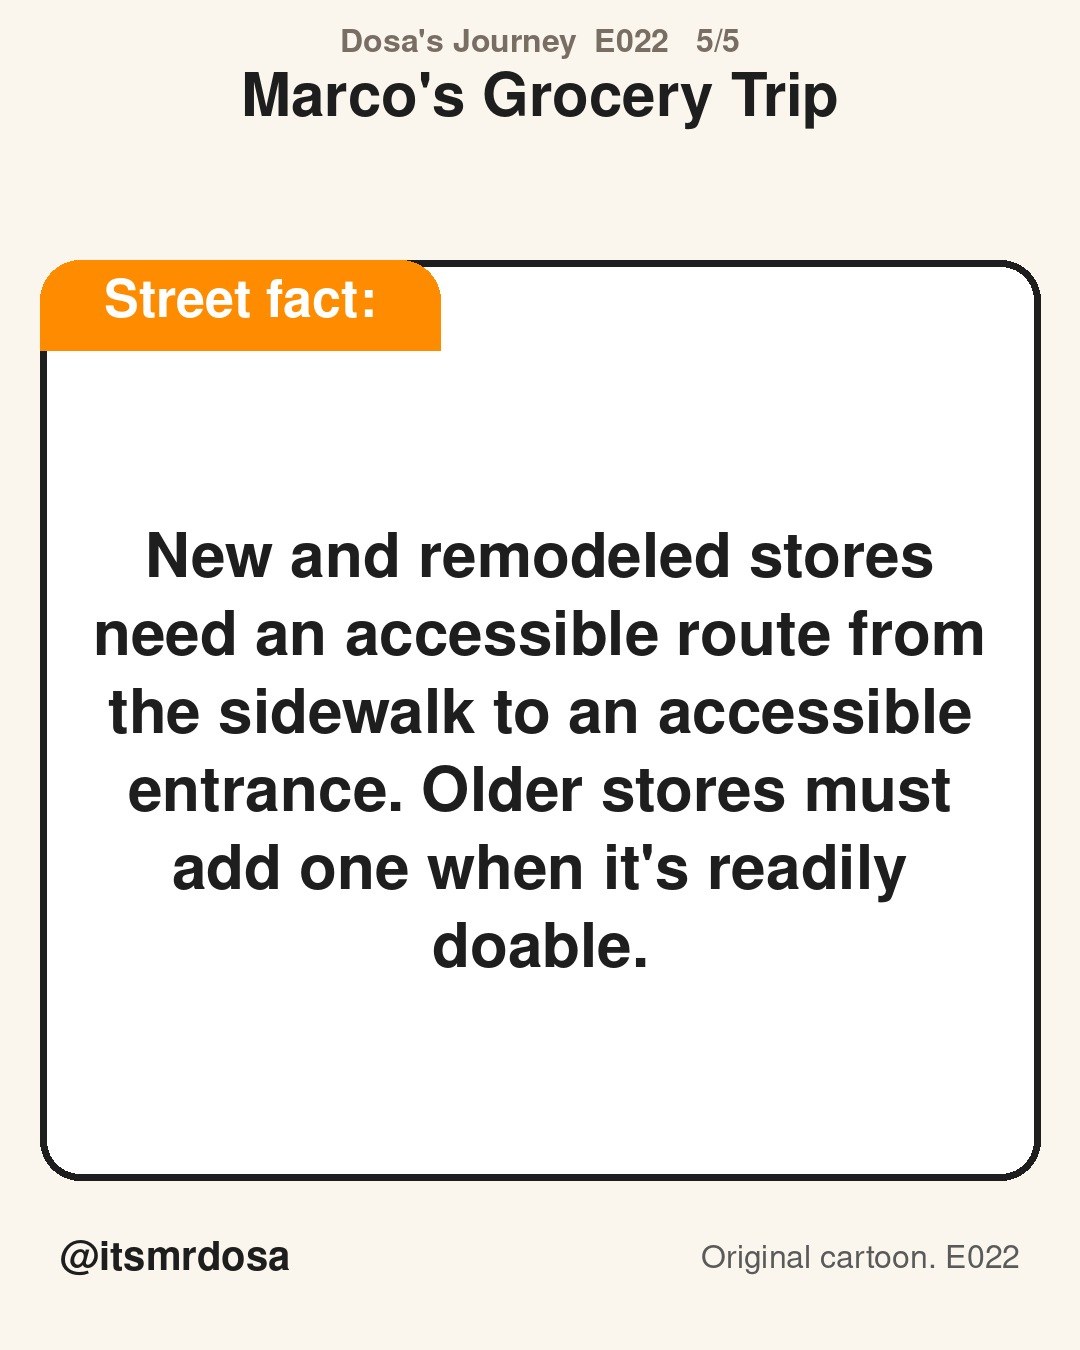 Dosa's Journey  E022   5/5
Marco's Grocery Trip
Street fact:
New and remodeled stores
need an accessible route from
the sidewalk to an accessible
entrance. Older stores must
add one when it's readily
doable.
@itsmrdosa
Original cartoon. E022